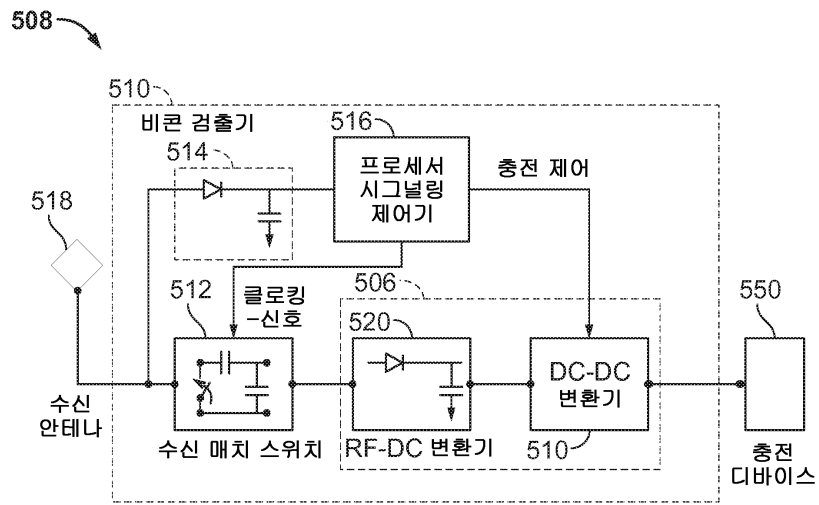 508
510
비콘 검출기
514
516
프로세서
시그널링
제어기
충전 제어
518
512
클로킹
-신호
506
520
550
DC-DC
변환기
수신
안테나
수신 매치 스위치
RF-DC 변환기
510
충전
디바이스